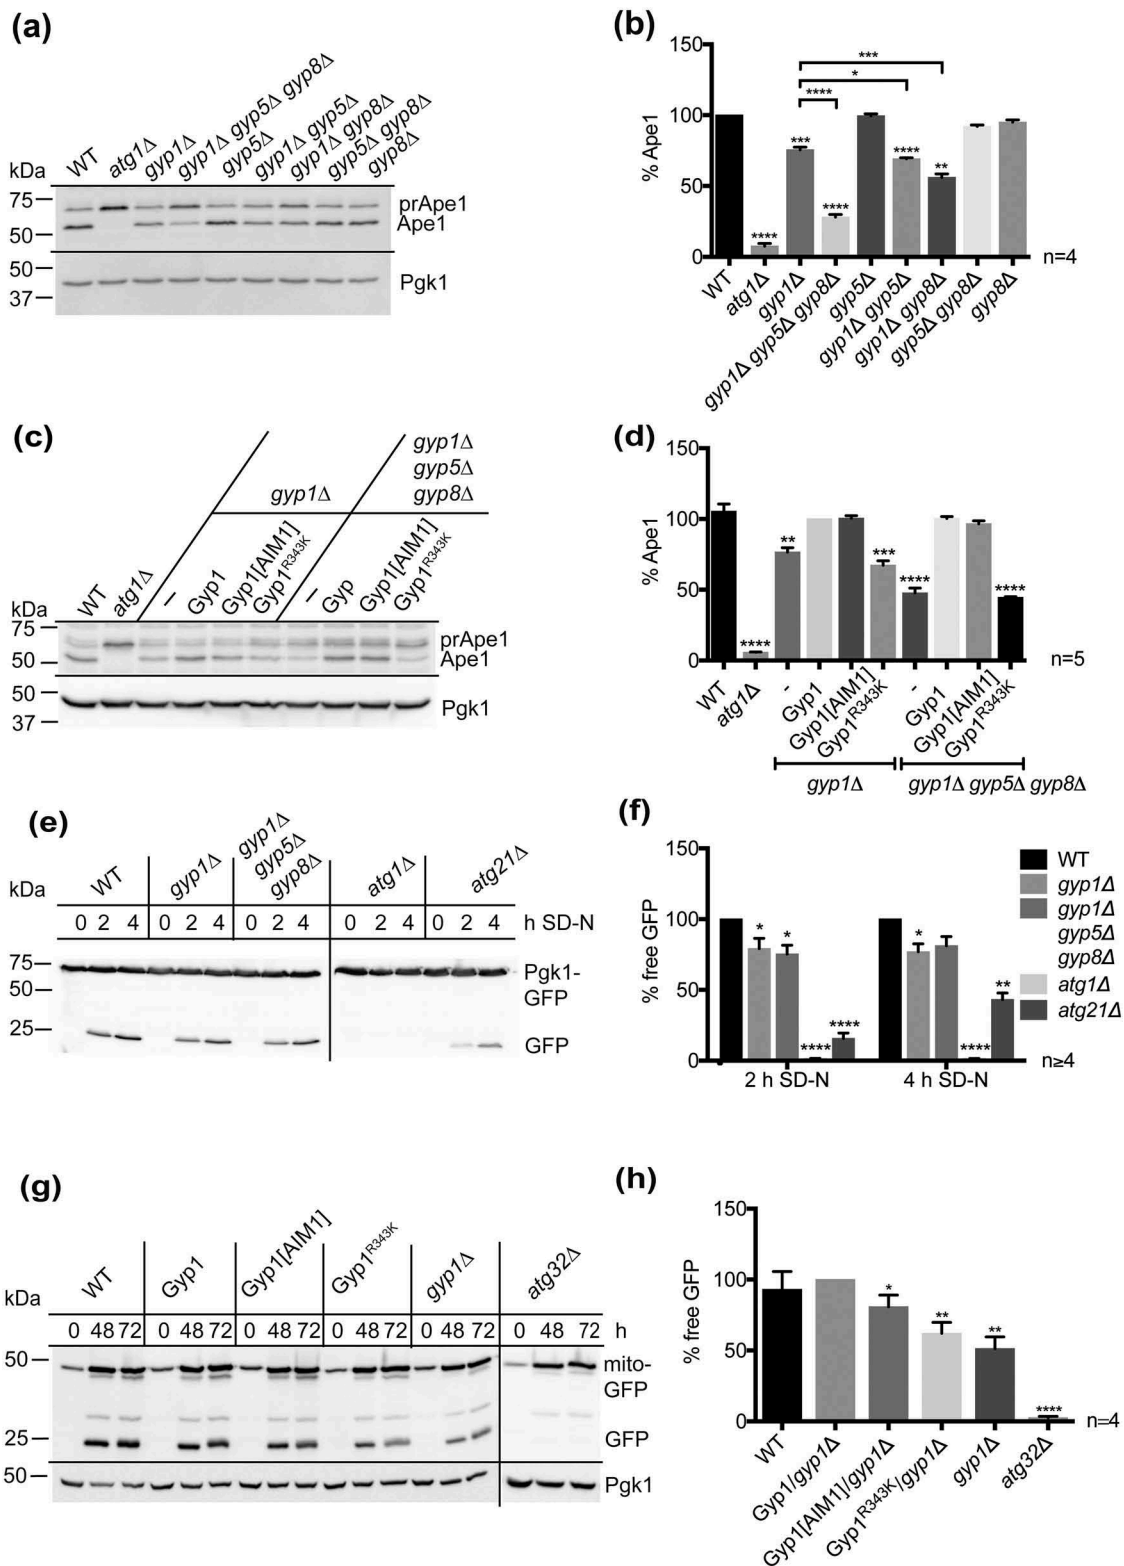 (a)
kDa
WT
atg1Δ
gyp1Δ
gyp1Δ gyp5Δ gyp8Δ
gyp5Δ
gyp1Δ gyp5Δ
gyp1Δ gyp8Δ
gyp5Δ gyp8Δ
gyp8Δ
75
50
prApe1
Ape1
50
37
Pgk1
(b)
% Ape1
150
100
50
0
***
*
****
****
***
****
****
**
WT
atg1Δ
gyp1Δ
gyp1Δ gyp5Δ gyp8Δ
gyp5Δ
gyp1Δ gyp5Δ
gyp1Δ gyp8Δ
gyp5Δ gyp8Δ
gyp8Δ
n=4
(c)
gyp1Δ
gyp1Δ
gyp5Δ
gyp8Δ
kDa
WT
atg1Δ
–
Gyp1
Gyp1[AIM1]
Gyp1R343K
–
Gyp
Gyp1[AIM1]
Gyp1R343K
75
50
prApe1
Ape1
50
37
Pgk1
(d)
% Ape1
150
100
50
0
****
**
***
****
****
WT
atg1Δ
-
Gyp1
Gyp1[AIM1]
Gyp1R343K
-
Gyp1
Gyp1[AIM1]
Gyp1R343K
n=5
gyp1Δ
gyp1Δ gyp5Δ gyp8Δ
(e)
kDa
WT
gyp1Δ
gyp1Δ
gyp5Δ
gyp8Δ
atg1Δ
atg21Δ
0 2 4 0 2 4 0 2 4 0 2 4 0 2 4 h SD-N
75
50
25
Pgk1-
GFP
GFP
(f)
% free GFP
150
100
50
0
* * **** ****
* **** **
2 h SD-N
4 h SD-N
n≥4
WT
gyp1Δ
gyp1Δ
gyp5Δ
gyp8Δ
atg1Δ
atg21Δ
(g)
kDa
WT
Gyp1
Gyp1[AIM1]
Gyp1R343K
gyp1Δ
atg32Δ
0 48 72 0 48 72 0 48 72 0 48 72 0 48 72 h 0 48 72
50
25
mito-
GFP
GFP
50
Pgk1
(h)
% free GFP
150
100
50
0
*
**
**
****
WT
Gyp1/gyp1Δ
Gyp1[AIM1]/gyp1Δ
Gyp1R343K/gyp1Δ
gyp1Δ
atg32Δ
n=4